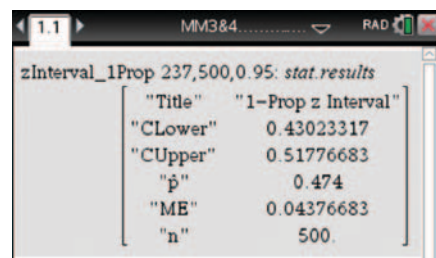 1.1 MM3&4............. RAD
zInterval_1Prop 237,500,0.95: stat.results
"Title" "1-Prop z Interval"
"CLower" 0.43023317
"CUpper" 0.51776683
"p̂" 0.474
"ME" 0.04376683
"n" 500.